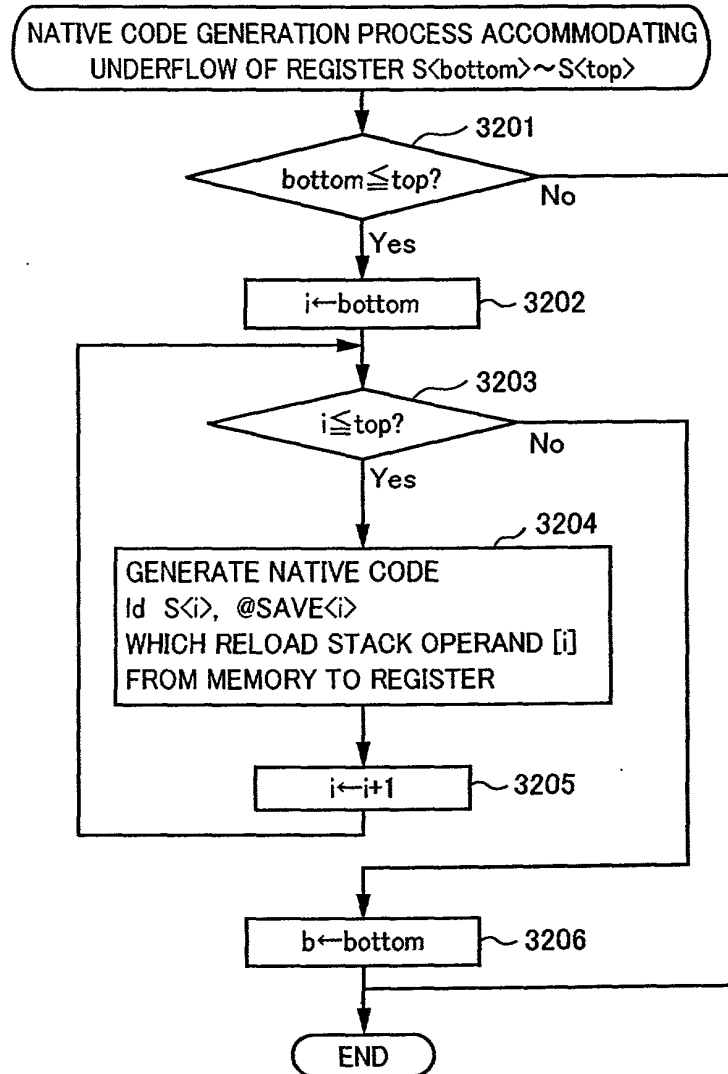 NATIVE CODE GENERATION PROCESS ACCOMMODATING
UNDERFLOW OF REGISTER S<bottom>~S<top>
3201
bottom≦top?
No
Yes
i←bottom
3202
3203
i≦top?
No
Yes
3204
GENERATE NATIVE CODE
ld S<i>, @SAVE<i>
WHICH RELOAD STACK OPERAND [i]
FROM MEMORY TO REGISTER
i←i+1
3205
b←bottom
3206
END